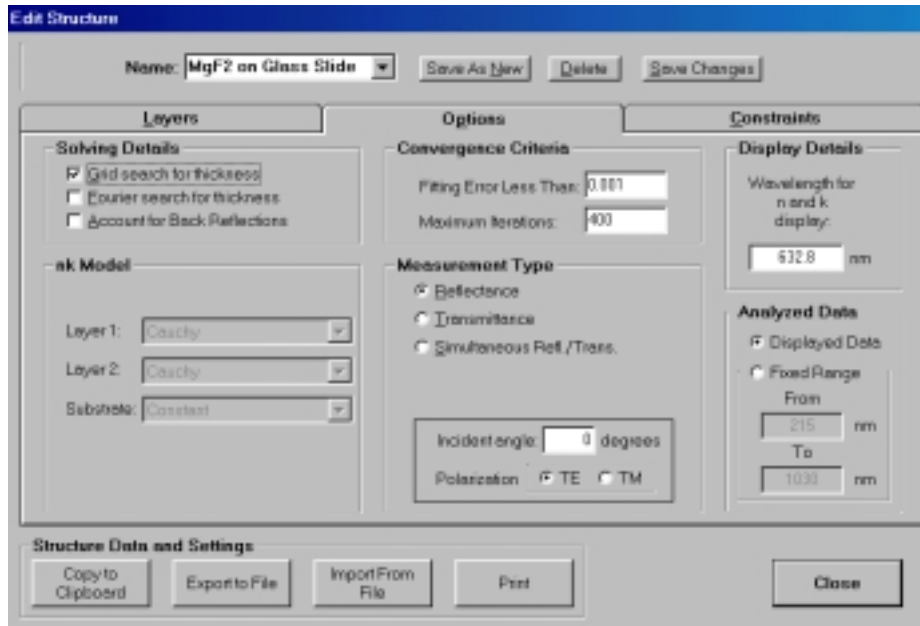 Edit Structure
Name: MgF2 on Glass Slide
Save As New
Delete
Save Changes
Layers
Options
Constraints
Solving Details
Grid search for thickness
Fourier search for thickness
Account for Back Reflections
Convergence Criteria
Fitting Error Less Than: 0.001
Maximum Iterations: 400
Display Details
Wavelength for
n and k
display:
632.8 nm
nk Model
Layer 1: Cauchy
Layer 2: Cauchy
Substrate: Constant
Measurement Type
Reflectance
Transmittance
Simultaneous Refl./Trans.
Incident angle: 0 degrees
Polarization TE TM
Analyzed Data
Displayed Data
Fixed Range
From
215 nm
To
1030 nm
Structure Data and Settings
Copy to
Clipboard
Export to File
Import From
File
Print
Close